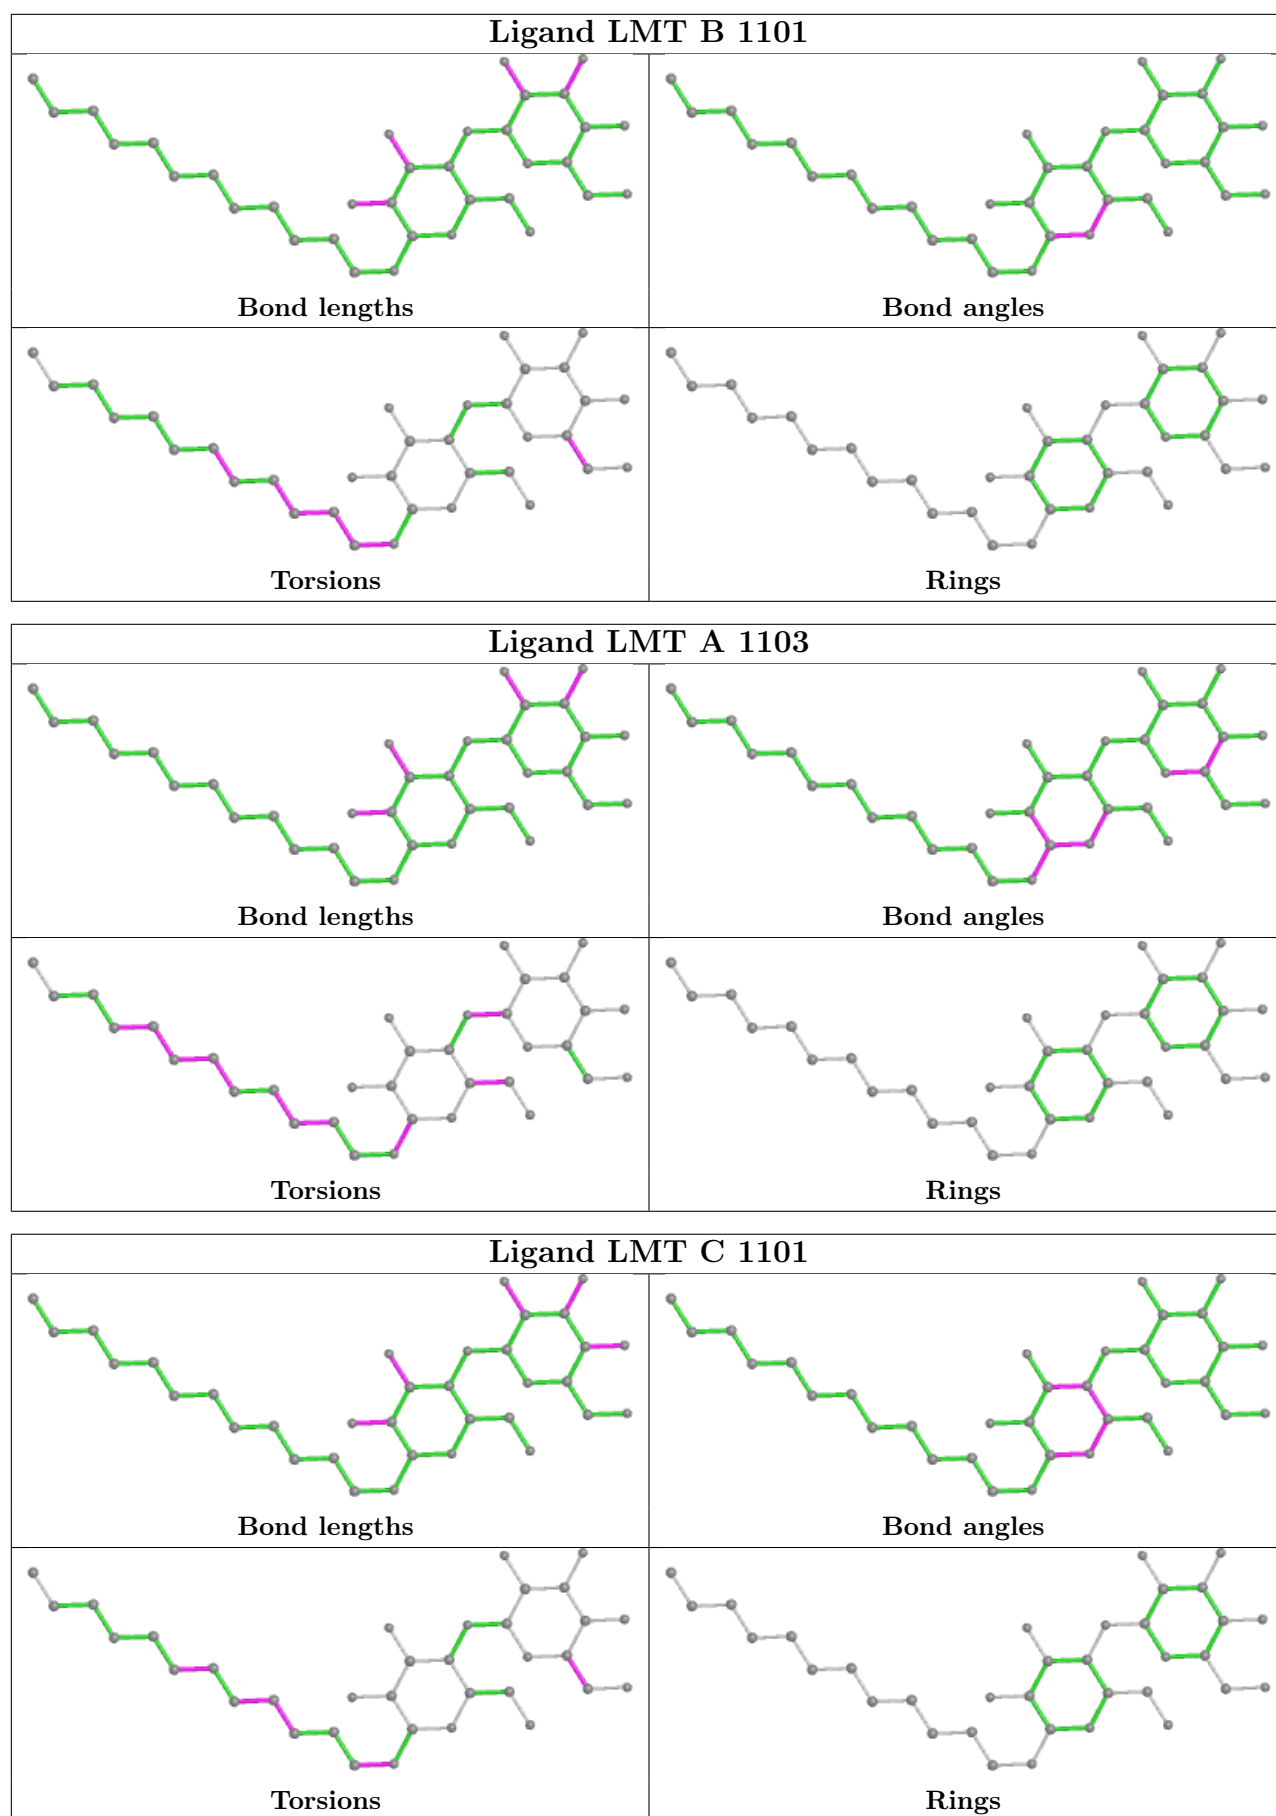 Ligand LMT B 1101
Bond lengths
Bond angles
Torsions
Rings
Ligand LMT A 1103
Bond lengths
Bond angles
Torsions
Rings
Ligand LMT C 1101
Bond lengths
Bond angles
Torsions
Rings